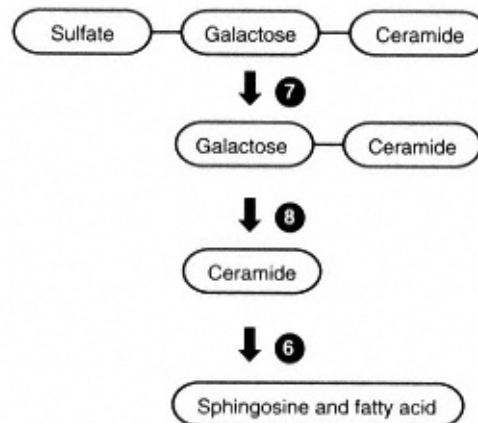 Sulfate Galactose Ceramide
7
Galactose Ceramide
8
Ceramide
6
Sphingosine and fatty acid